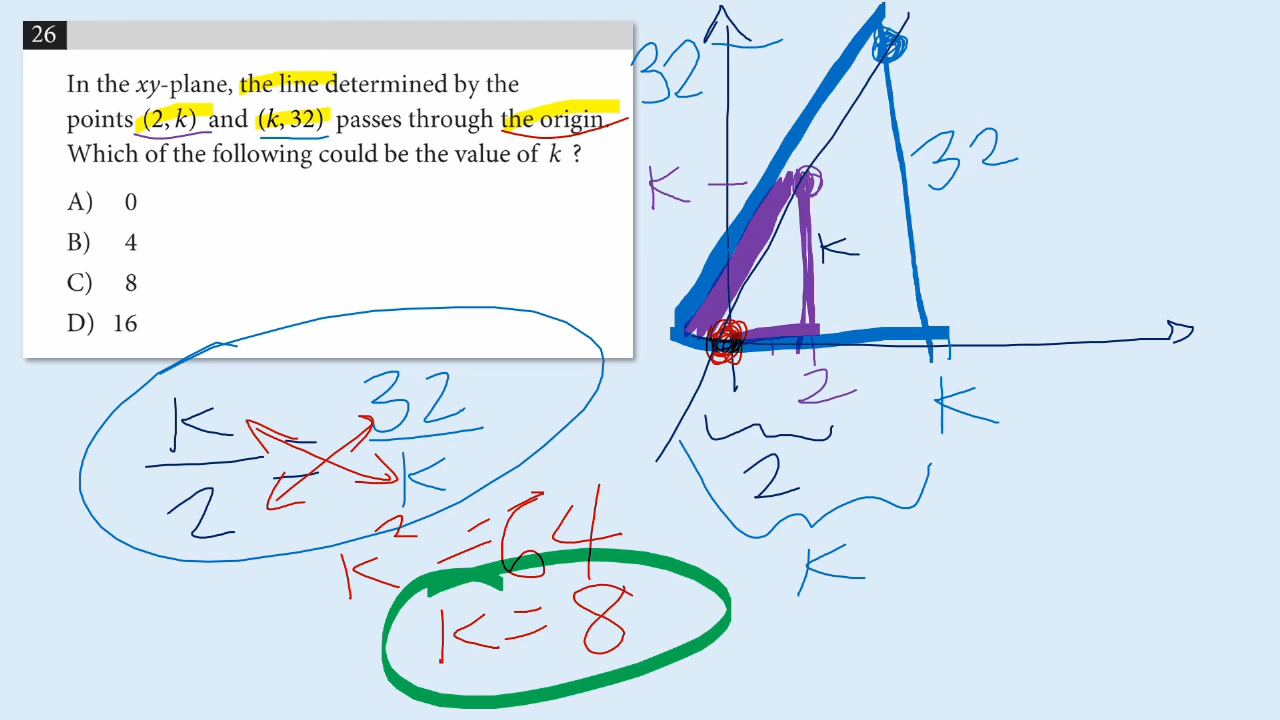 26
In the xy-plane, the line determined by the
points (2, k) and (k, 32) passes through the origin.
Which of the following could be the value of k ?
A) 0
B) 4
C) 8
D) 16
32
K
K
32
2
K
2
K
K = 32
2 K
K² = 64
K = 8